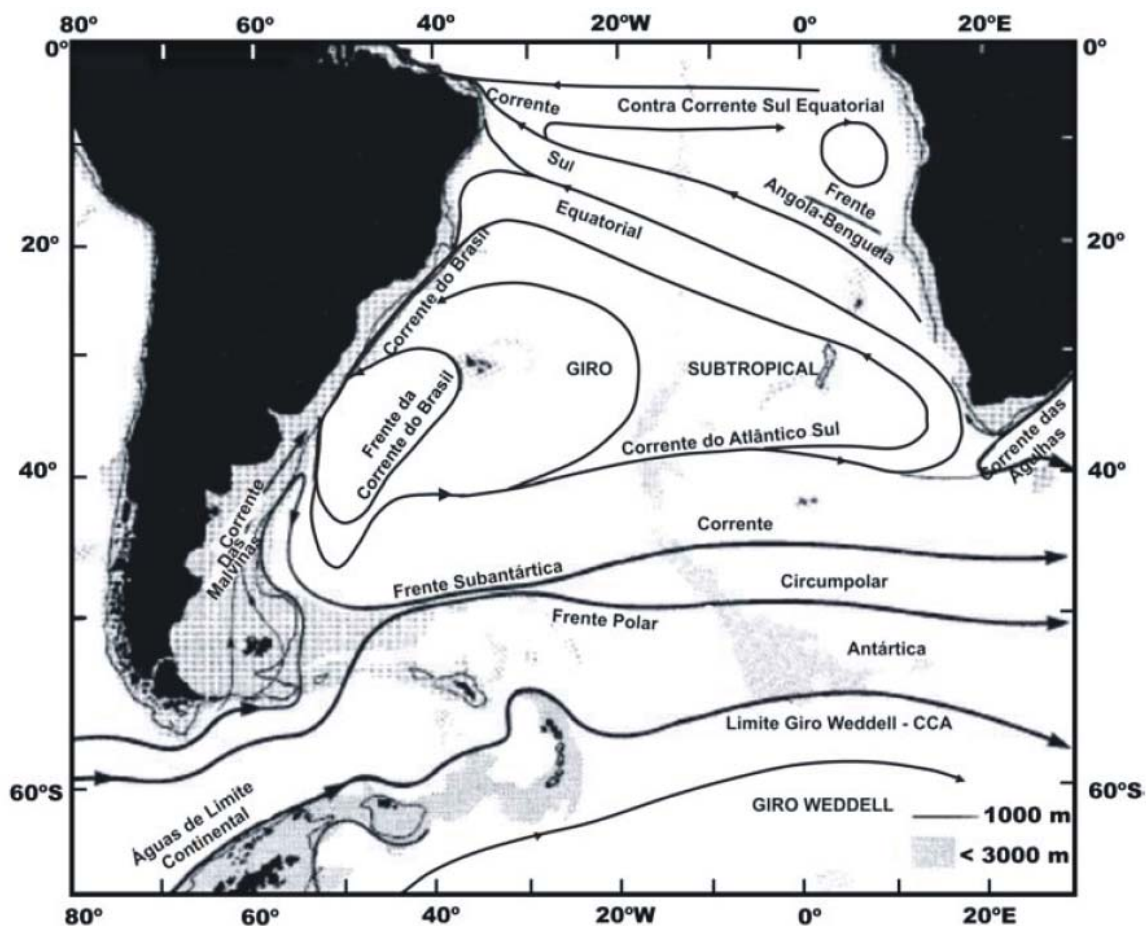 80° 60° 40° 20°W 0° 20°E
0° 0°
Corrente
Contra Corrente Sul Equatorial
Sul
Equatorial
Frente
Angola-Benguela
20° 20°
Corrente do Brasil
GIRO SUBTROPICAL
Frente da
Corrente do Brasil
Corrente do Atlântico Sul
Corrente das
Agelhas
40° 40°
Corrente
Das
Malvinas
Corrente
Frente Subantártica
Circumpolar
Frente Polar
Antártica
Limite Giro Weddell - CCA
60°S 60°S
GIRO WEDDELL
Águas de Limite
Continental
1000 m
< 3000 m
80° 60° 40° 20° 0° 20°E